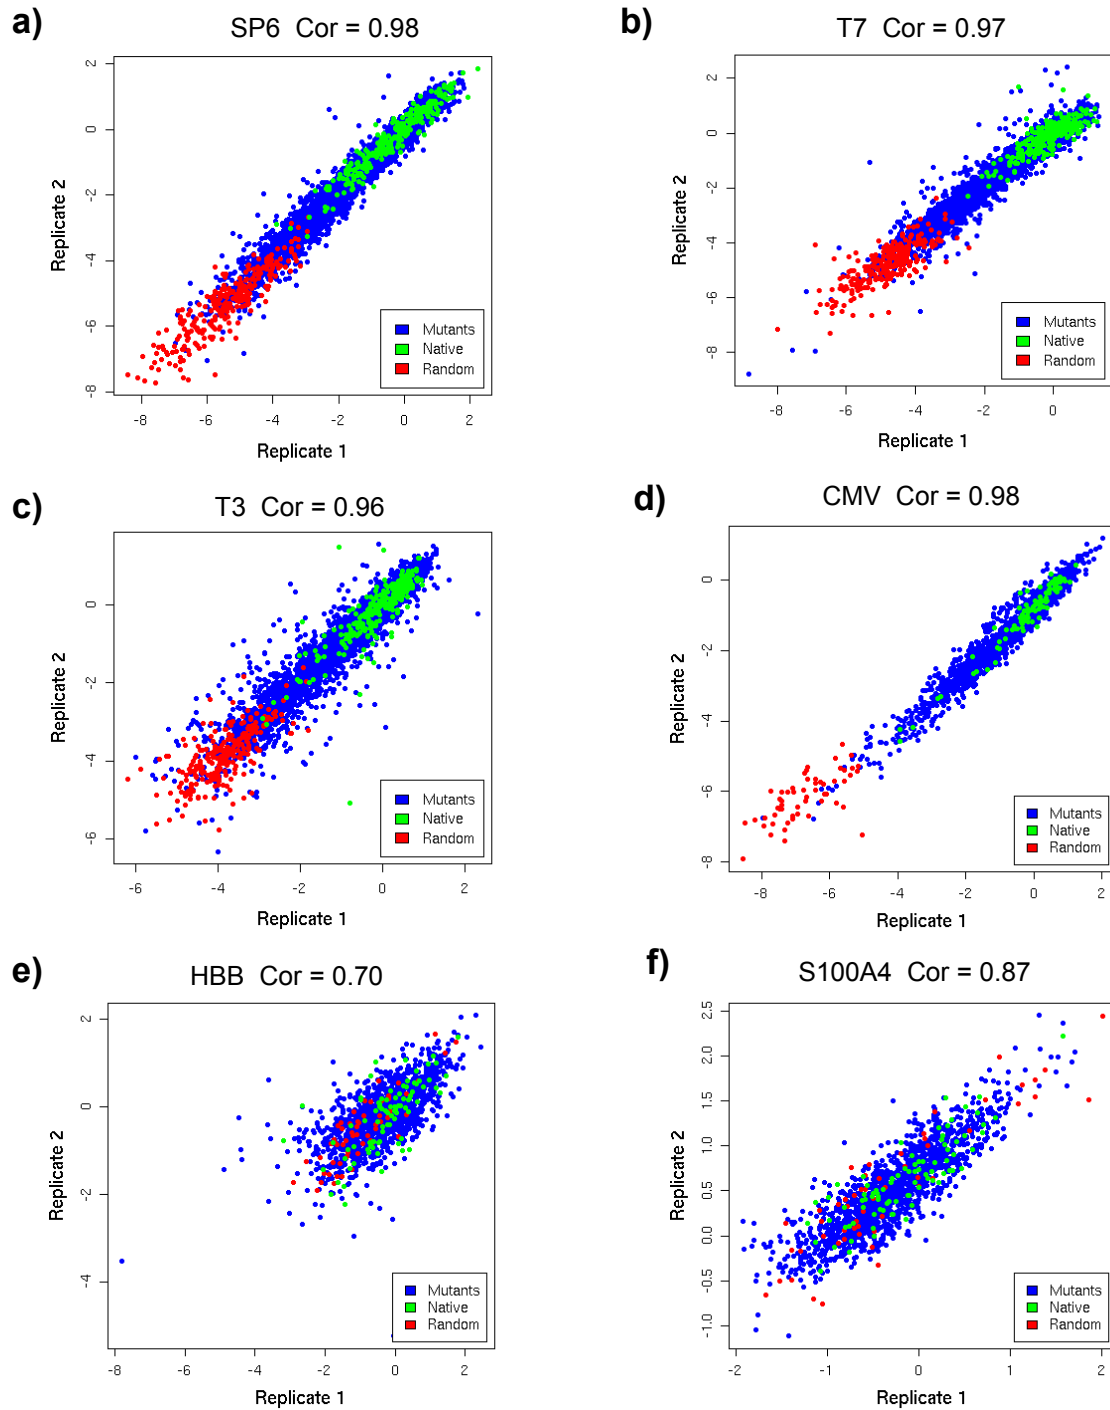 a)
SP6 Cor = 0.98
2
0
-2
-4
-6
-8
Replicate 2
Mutants
Native
Random
-8 -6 -4 -2 0 2
Replicate 1
b)
T7 Cor = 0.97
2
0
-2
-4
-6
-8
Replicate 2
Mutants
Native
Random
-8 -6 -4 -2 0
Replicate 1
c)
T3 Cor = 0.96
0
-2
-4
-6
Replicate 2
Mutants
Native
Random
-6 -4 -2 0 2
Replicate 1
d)
CMV Cor = 0.98
0
-2
-4
-6
-8
Replicate 2
Mutants
Native
Random
-8 -6 -4 -2 0 2
Replicate 1
e)
HBB Cor = 0.70
2
0
-2
-4
Replicate 2
Mutants
Native
Random
-8 -6 -4 -2 0 2
Replicate 1
f)
S100A4 Cor = 0.87
2.5
2.0
1.5
1.0
0.5
0.0
-0.5
-1.0
Replicate 2
Mutants
Native
Random
-2 -1 0 1 2
Replicate 1